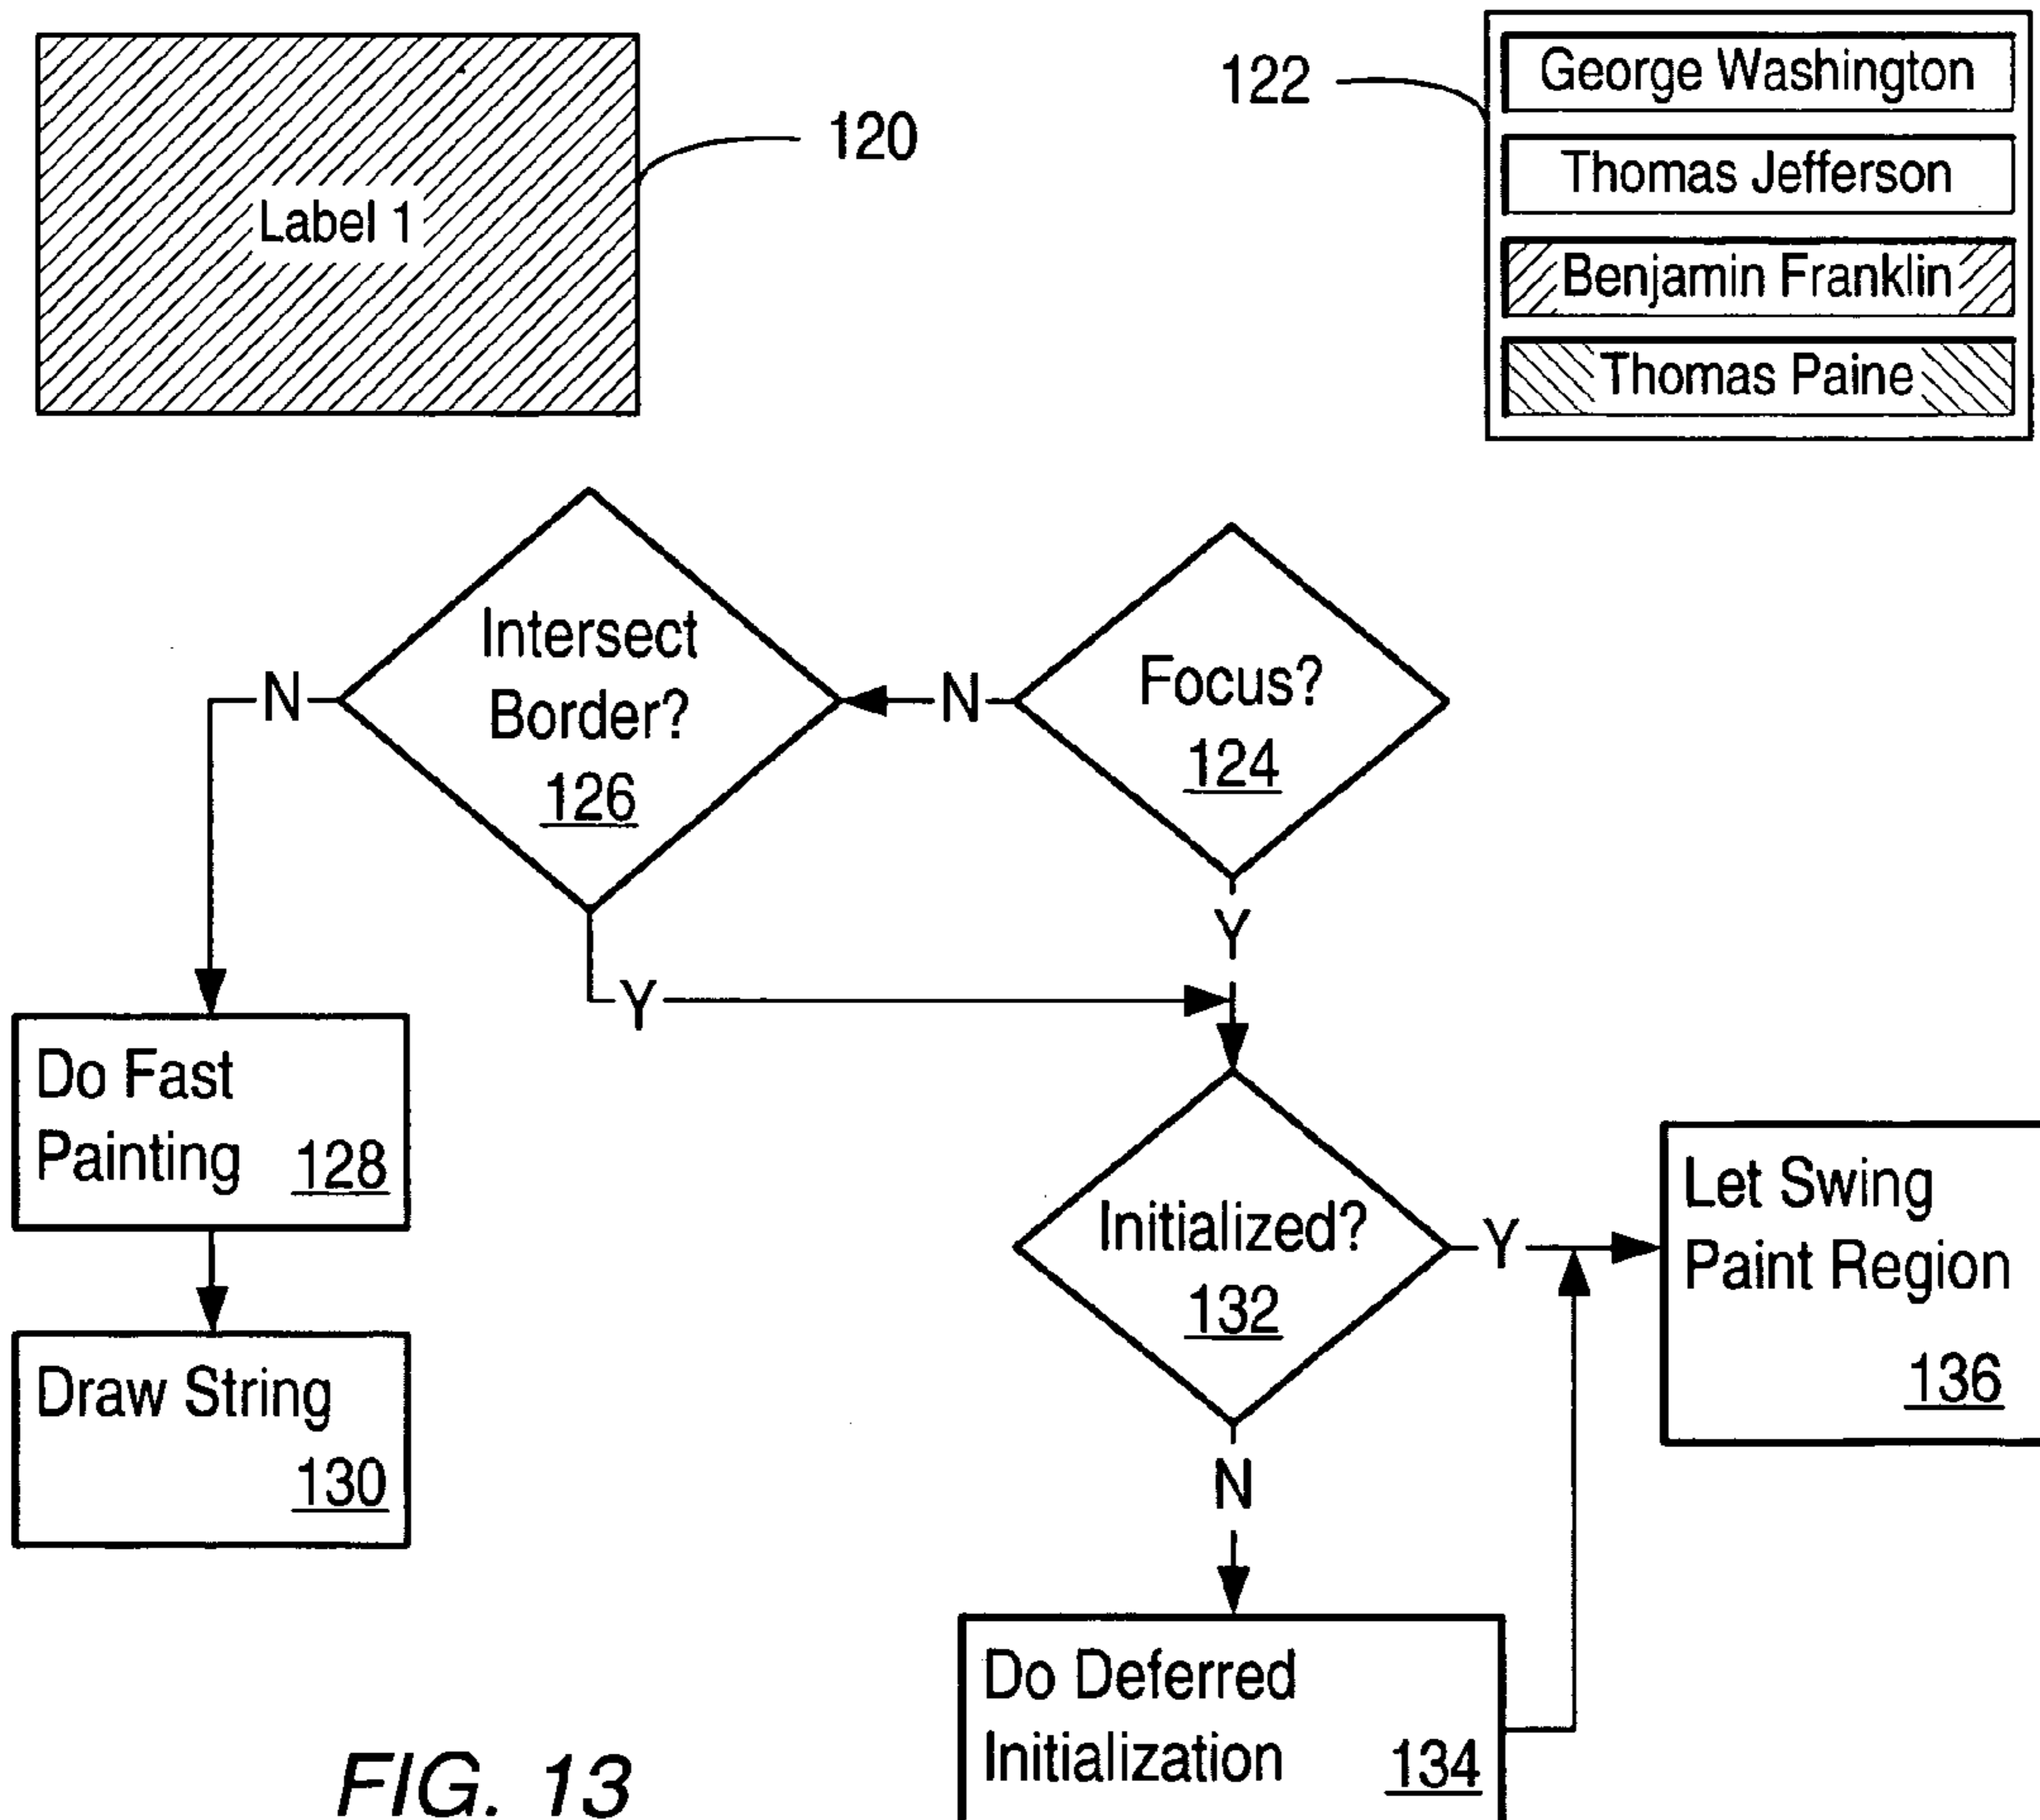 Label 1
120
122
George Washington
Thomas Jefferson
Benjamin Franklin
Thomas Paine
Intersect
Border?
126
Focus?
124
N
N
Y
Y
Do Fast
Painting 128
Draw String
130
Initialized?
132
Y
N
Let Swing
Paint Region
136
Do Deferred
Initialization 134
FIG. 13